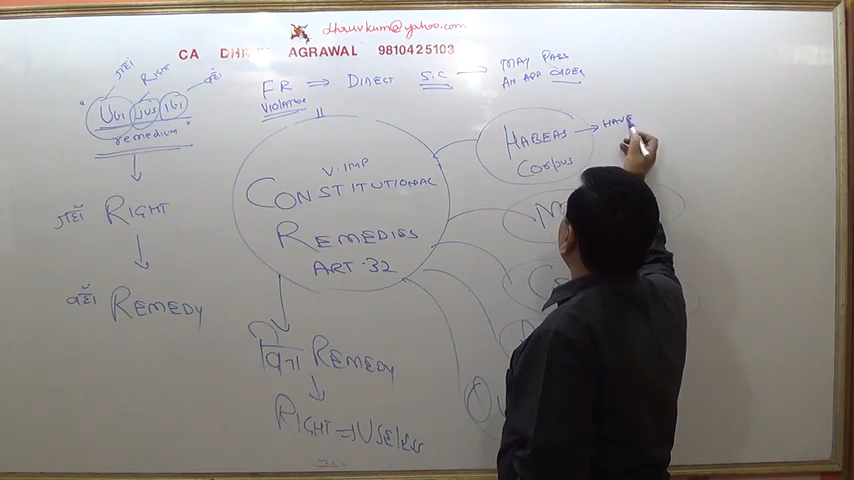 dhruvkum@yahoo.com
CA DHR AGRAWAL 9810425103
जहाँ
RIGHT
वहाँ
" UBI JUS IBI
remedium "
जहाँ RIGHT
वहाँ REMEDY
FR ⇒ DIRECT S.C → MAY PASS
VIOLATION
AN APP ORDER
V. IMP
CONSTITUTIONAL
REMEDIES
ART. 32
बिना REMEDY
RIGHT ⇒ USELESS
HABEAS → HAVE
Corpus
M
C
QU